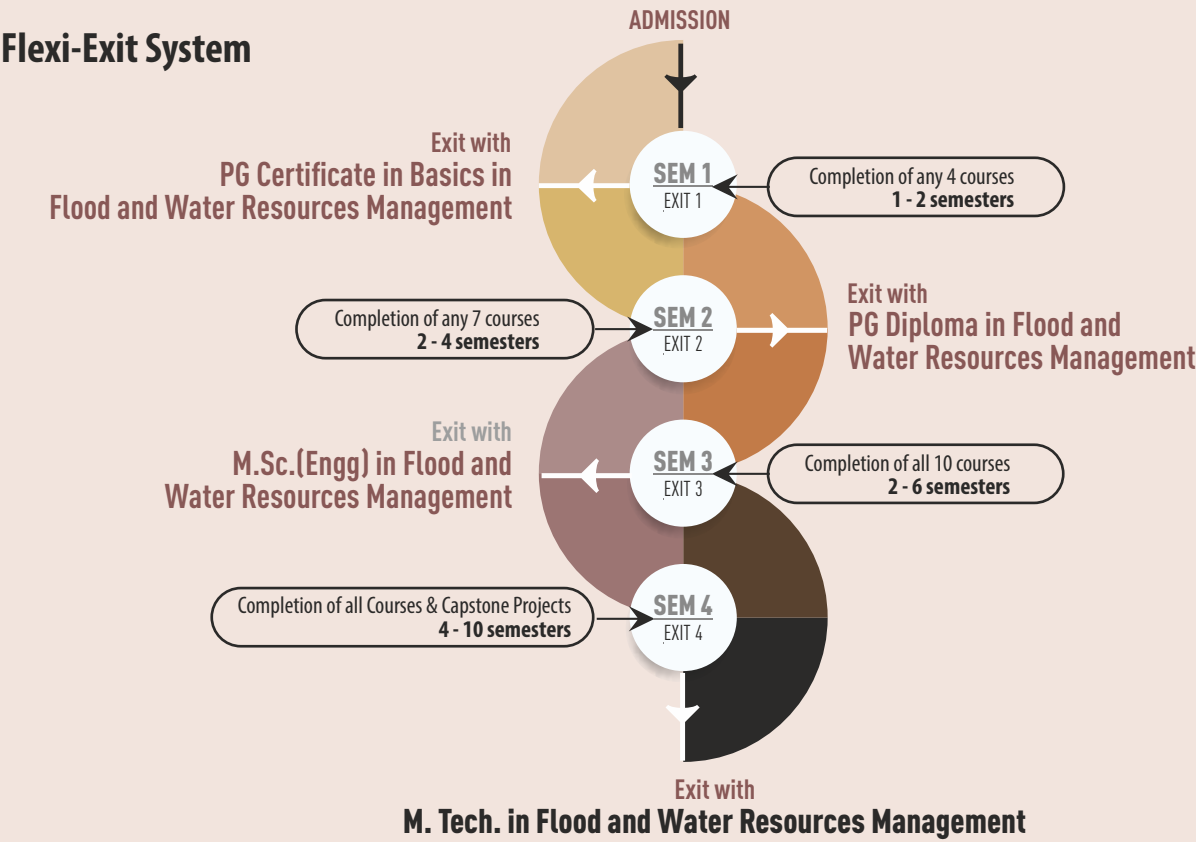 ADMISSION
Flexi-Exit System
Exit with
PG Certificate in Basics in
Flood and Water Resources Management
SEM 1
EXIT 1
Completion of any 4 courses
1 - 2 semesters
Completion of any 7 courses
2 - 4 semesters
SEM 2
EXIT 2
Exit with
PG Diploma in Flood and
Water Resources Management
Exit with
M.Sc.(Engg) in Flood and
Water Resources Management
SEM 3
EXIT 3
Completion of all 10 courses
2 - 6 semesters
Completion of all Courses & Capstone Projects
4 - 10 semesters
SEM 4
EXIT 4
Exit with
M. Tech. in Flood and Water Resources Management